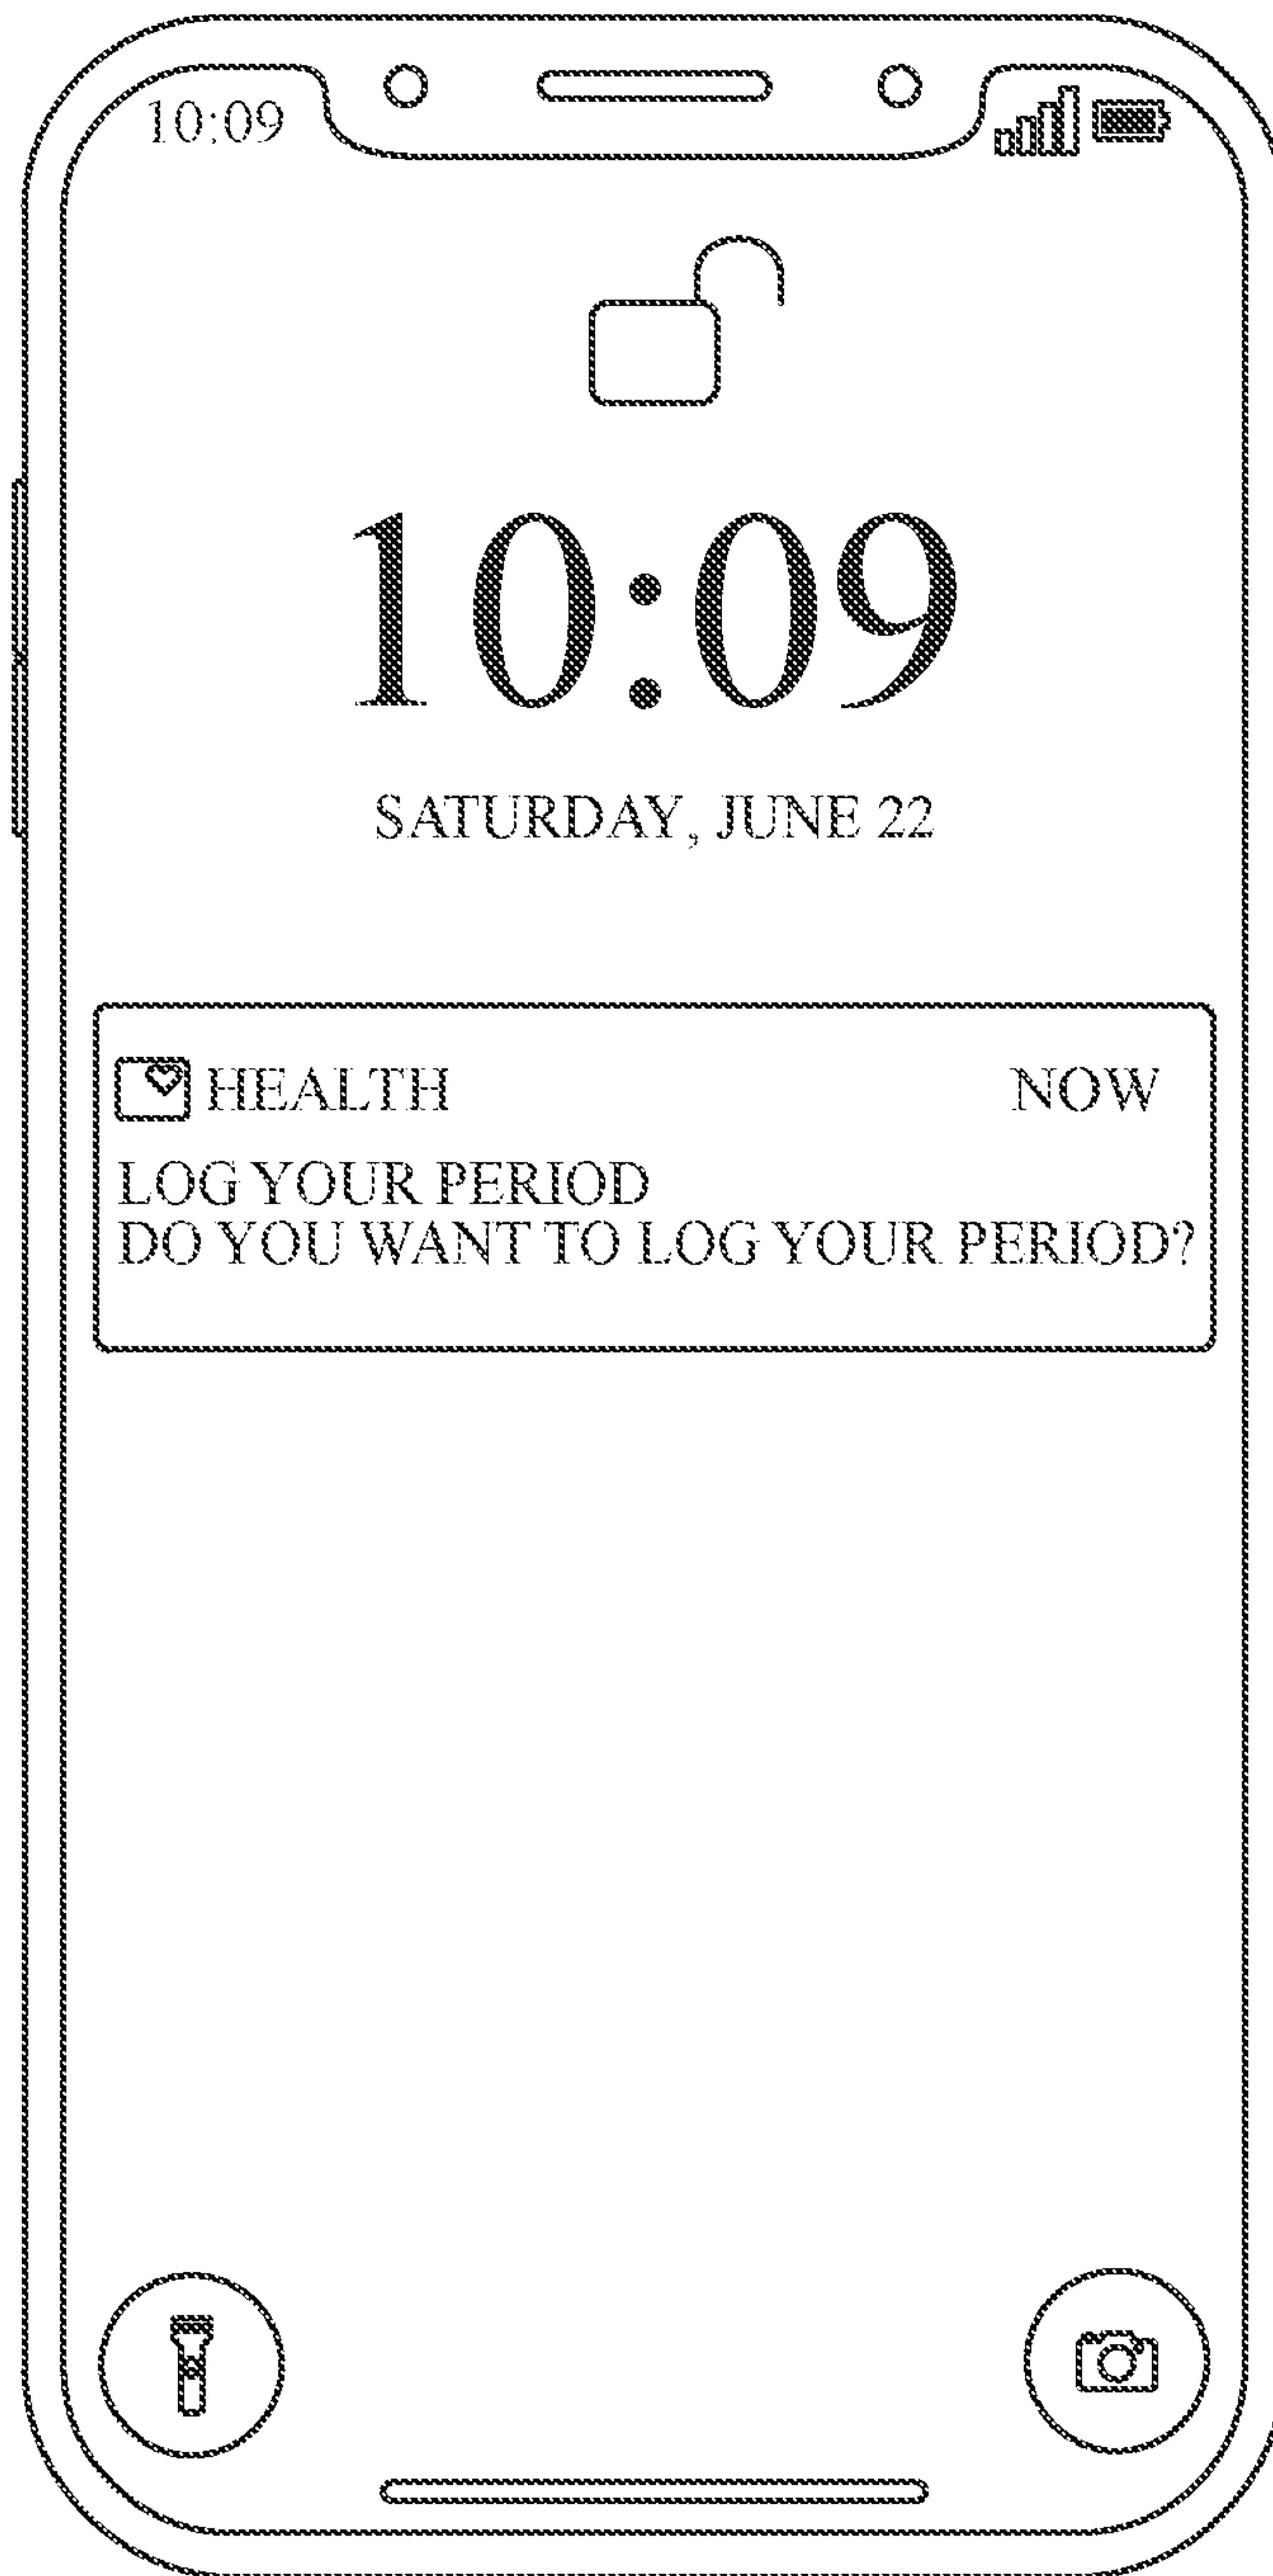 10:09
10:09
SATURDAY, JUNE 22
HEALTH NOW
LOG YOUR PERIOD
DO YOU WANT TO LOG YOUR PERIOD?